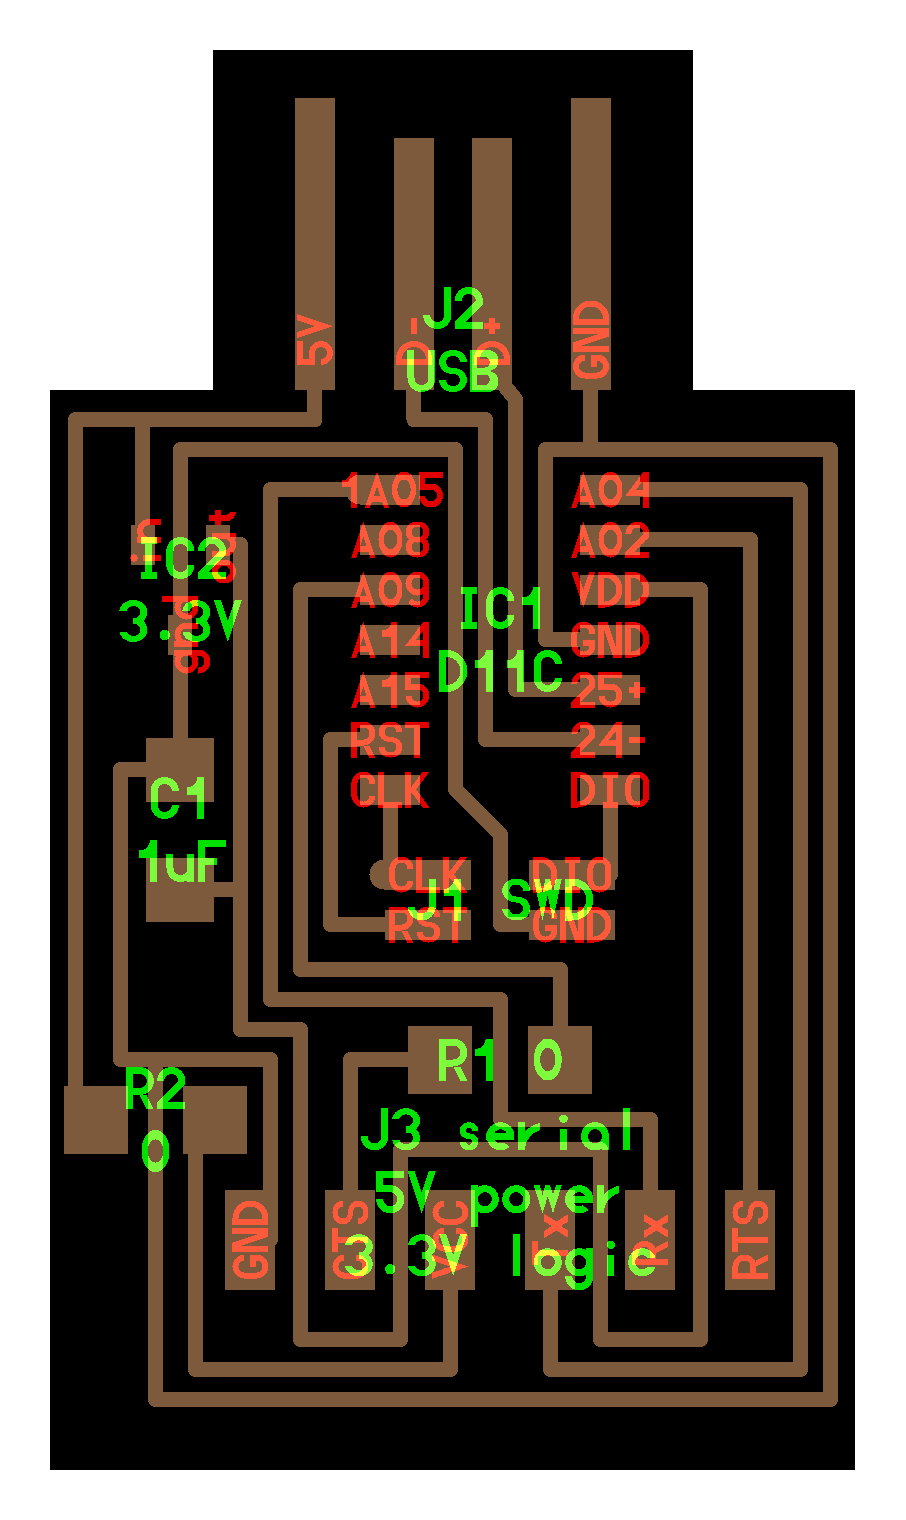 J2
USB
5V
D-
D+
GND
1A05
A08
A09
A14
A15
RST
CLK
A04
A02
VDD
GND
25+
24-
DIO
IC1
D11C
in
out
gnd
IC2
3.3V
C1
1uF
CLK
DIO
J1 SWD
RST
GND
R1 0
R2
0
J3 serial
5V power
3.3V logic
GND
CTS
VCC
Tx
Rx
RTS